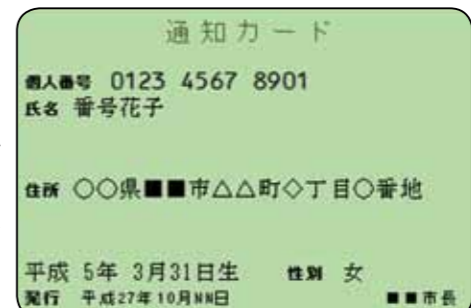 通知カード
個人番号 0123 4567 8901
氏名 番号花子
住所 ○○県■■市△△町◇丁目○番地
平成 5年 3月31日生 性別 女
発行 平成27年10月NN日 ■■市長